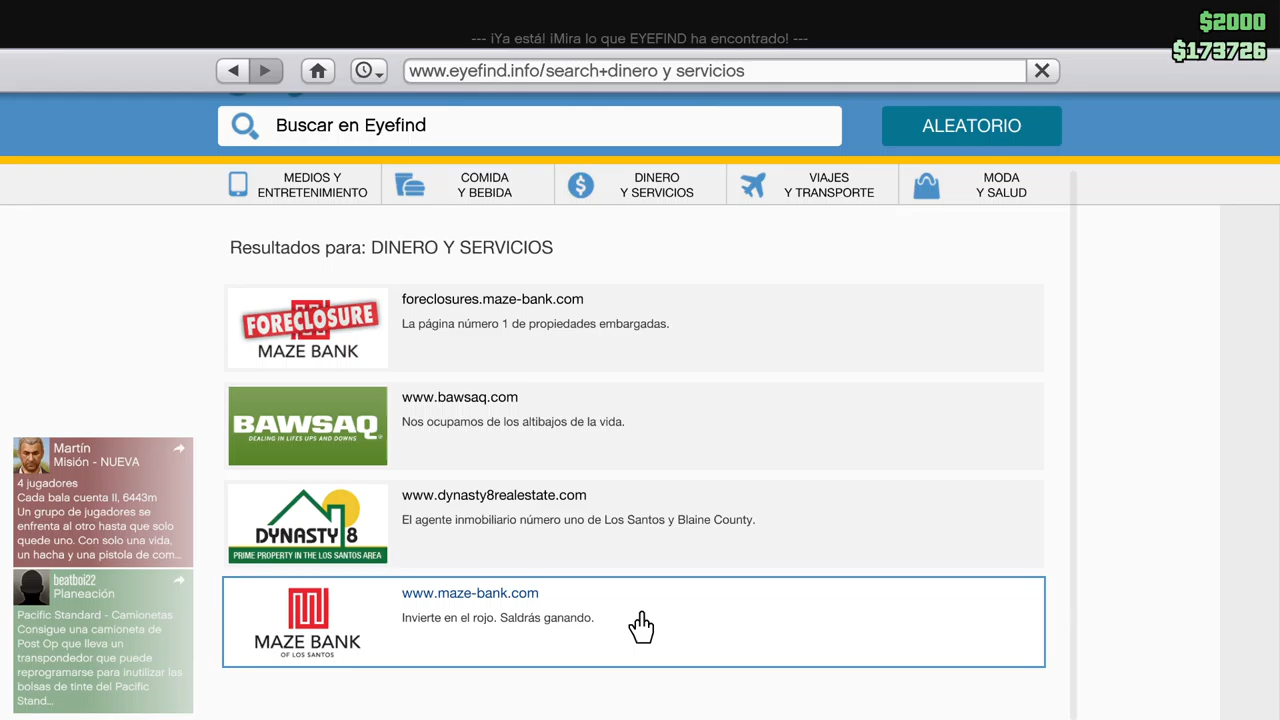 $2000
--- ¡Ya está! ¡Mira lo que EYEFIND ha encontrado! ---
$173726
www.eyefind.info/search+dinero y servicios
Buscar en Eyefind
ALEATORIO
MEDIOS Y
ENTRETENIMIENTO
COMIDA
Y BEBIDA
DINERO
Y SERVICIOS
VIAJES
Y TRANSPORTE
MODA
Y SALUD
Resultados para: DINERO Y SERVICIOS
FORECLOSURE
MAZE BANK
foreclosures.maze-bank.com
La página número 1 de propiedades embargadas.
BAWSAQ
DEALING IN LIFES UPS AND DOWNS
www.bawsaq.com
Nos ocupamos de los altibajos de la vida.
DYNASTY 8
PRIME PROPERTY IN THE LOS SANTOS AREA
www.dynasty8realestate.com
El agente inmobiliario número uno de Los Santos y Blaine County.
MAZE BANK
OF LOS SANTOS
www.maze-bank.com
Invierte en el rojo. Saldrás ganando.
Martín
Misión - NUEVA
4 jugadores
Cada bala cuenta II, 6443m
Un grupo de jugadores se
enfrenta al otro hasta que solo
quede uno. Con solo una vida,
un hacha y una pistola de com...
beatboi22
Planeación
Pacific Standard - Camionetas
Consigue una camioneta de
Post Op que lleva un
transpondedor que puede
reprogramarse para inutilizar las
bolsas de tinte del Pacific
Stand...